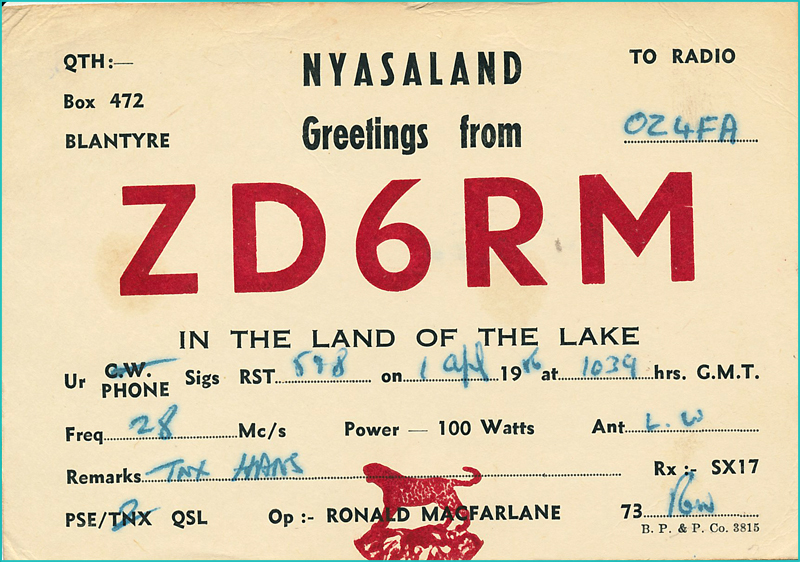 QTH:—
Box 472
BLANTYRE
NYASALAND
Greetings from
TO RADIO
OZ4FA
ZD6RM
IN THE LAND OF THE LAKE
Ur C.W. PHONE Sigs RST 598 on 1 April 1956 at 1039 hrs. G.M.T.
Freq 28 Mc/s Power — 100 Watts Ant L.W
Remarks TNX HANS Rx :- SX17
PSE/TNX QSL Op :- RONALD MACFARLANE 73
B. P. & P. Co. 3815